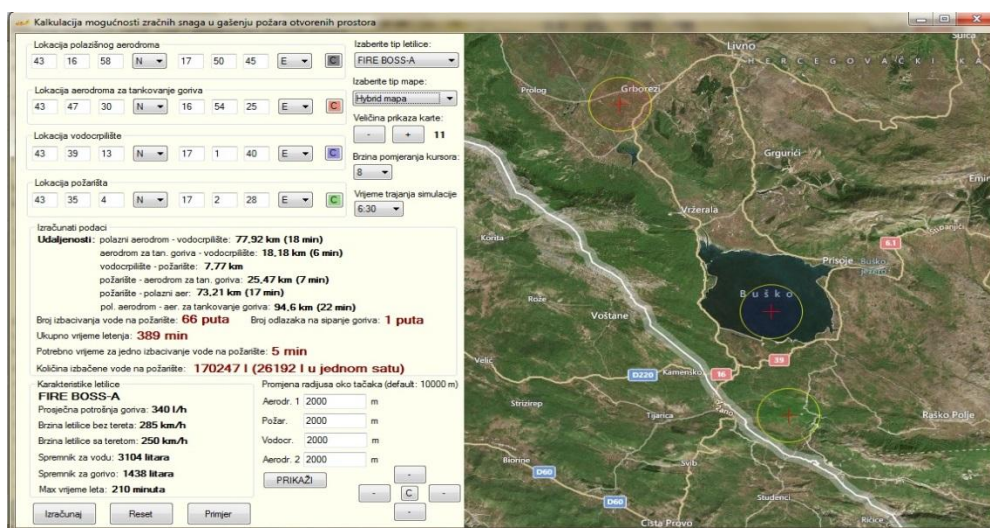 Kalkulacija mogućnosti zračnih snaga u gašenju požara otvorenih prostora
Lokacija polazišnog aerodroma
43 16 58 N 17 50 45 E C
Lokacija aerodroma za tankovanje goriva
43 47 30 N 16 54 25 E C
Lokacija vodocrpilište
43 39 13 N 17 1 40 E C
Lokacija požarišta
43 35 4 N 17 2 28 E C
Izaberite tip letilice:
FIRE BOSS-A
Izaberite tip mape:
Hybrid mapa
Veličina prikaza karte:
- + 11
Brzina pomjeranja kursora:
8
Vrijeme trajanja simulacije
6:30
Izračunati podaci
Udaljenosti: polazni aerodrom - vodocrpilište: 77,92 km (18 min)
aerodrom za tan. goriva - vodocrpilište: 18,18 km (6 min)
vodocrpilište - požarište: 7,77 km
požarište - aerodrom za tan. goriva: 25,47 km (7 min)
požarište - polazni aer: 73,21 km (17 min)
pol. aerodrom - aer. za tankovanje goriva: 94,6 km (22 min)
Broj izbacivanja vode na požarište: 66 puta Broj odlazaka na sipanje goriva: 1 puta
Ukupno vrijeme letenja: 389 min
Potrebno vrijeme za jedno izbacivanje vode na požarište: 5 min
Količina izbačene vode na požarište: 170247 l (26192 l u jednom satu)
Karakteristike letilice
FIRE BOSS-A
Prosječna potrošnja goriva: 340 l/h
Brzina letilice bez tereta: 285 km/h
Brzina letilice sa teretom: 250 km/h
Spremnik za vodu: 3104 litara
Spremnik za gorivo: 1438 litara
Max vrijeme leta: 210 minuta
Promjena radijusa oko tačaka (default: 10000 m)
Aerodr. 1 2000 m
Požar. 2000 m
Vodocr. 2000 m
Aerodr. 2 2000 m
PRIKAŽI
-
- C -
-
Izračunaj Reset Primjer
Livno
HERCEGOVAČKI KA
Prolog
Grborezi
Grgurići
Emir
Vržerala
6.1
Korita
Prisoje
Buško
jezero
Buško
Rože
Voštane
39
Velić
D220
Kamensko
16
Strizirep
Tijarica
Raško Polje
Biorine
Svib
D60
D60
Studenci
Cista Provo
Ričice